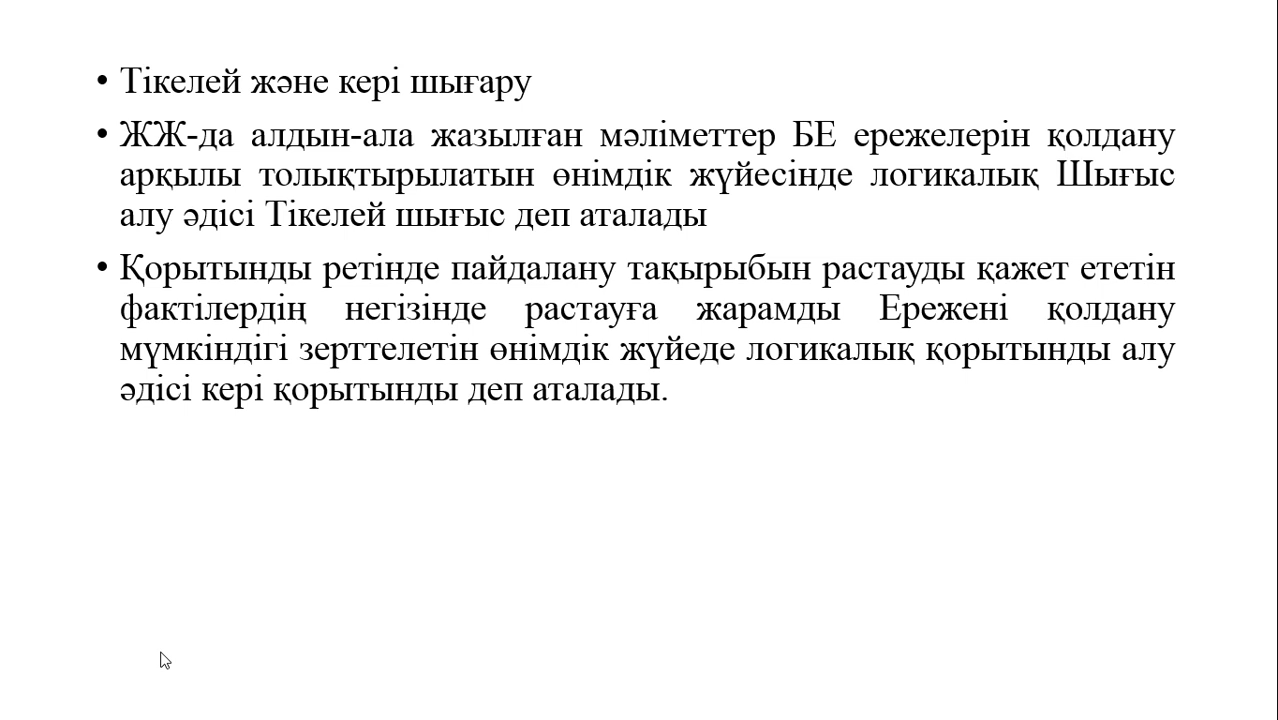 • Тікелей және кері шығару
• ЖЖ-да алдын-ала жазылған мәліметтер БЕ ережелерін қолдану
арқылы толықтырылатын өнімдік жүйесінде логикалық Шығыс
алу әдісі Тікелей шығыс деп аталады
• Қорытынды ретінде пайдалану тақырыбын растауды қажет ететін
фактілердің негізінде растауға жарамды Ережені қолдану
мүмкіндігі зерттелетін өнімдік жүйеде логикалық қорытынды алу
әдісі кері қорытынды деп аталады.